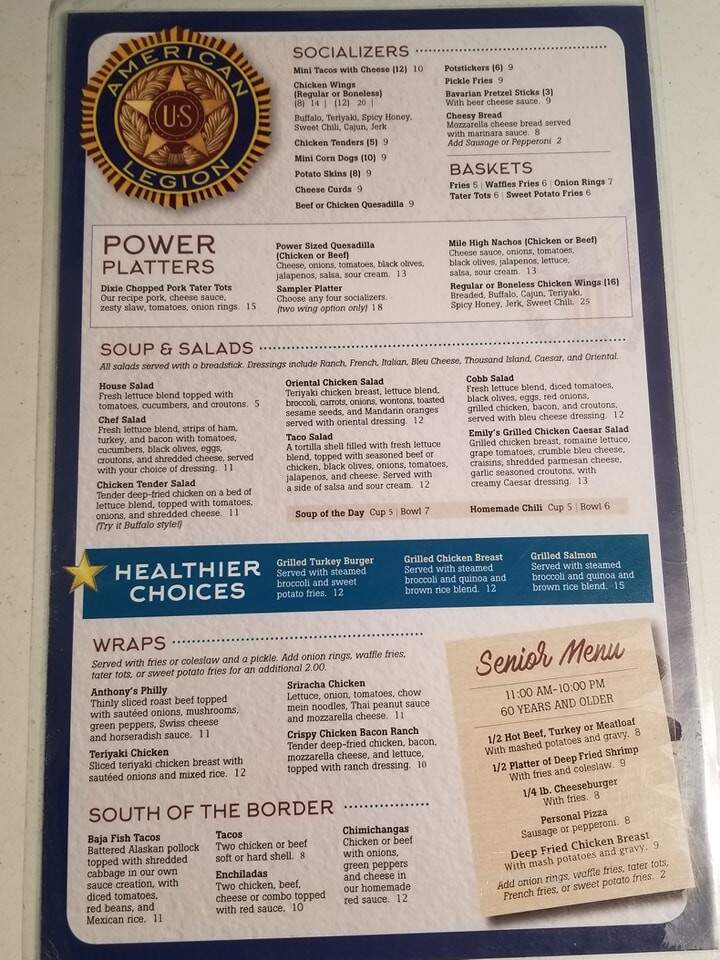 AMERICAN
U·S
LEGION
SOCIALIZERS
Mini Tacos with Cheese (12) 10
Chicken Wings
(Regular or Boneless)
(8) 14 | (12) 20 |
Buffalo, Teriyaki, Spicy Honey,
Sweet Chili, Cajun, Jerk
Chicken Tenders (5) 9
Mini Corn Dogs (10) 9
Potato Skins (8) 9
Cheese Curds 9
Beef or Chicken Quesadilla 9
Potstickers (6) 9
Pickle Fries 9
Bavarian Pretzel Sticks (3)
With beer cheese sauce. 9
Cheesy Bread
Mozzarella cheese bread served
with marinara sauce. 8
Add Sausage or Pepperoni 2
BASKETS
Fries 5 | Waffles Fries 6 | Onion Rings 7
Tater Tots 6 | Sweet Potato Fries 6
POWER
PLATTERS
Dixie Chopped Pork Tater Tots
Our recipe pork, cheese sauce,
zesty slaw, tomatoes, onion rings. 15
Power Sized Quesadilla
(Chicken or Beef)
Cheese, onions, tomatoes, black olives,
jalapenos, salsa, sour cream. 13
Sampler Platter
Choose any four socializers.
(two wing option only) 18
Mile High Nachos (Chicken or Beef)
Cheese sauce, onions, tomatoes,
black olives, jalapenos, lettuce,
salsa, sour cream. 13
Regular or Boneless Chicken Wings (16)
Breaded, Buffalo, Cajun, Teriyaki,
Spicy Honey, Jerk, Sweet Chili. 25
SOUP & SALADS
All salads served with a breadstick. Dressings include Ranch, French, Italian, Bleu Cheese, Thousand Island, Caesar, and Oriental.
House Salad
Fresh lettuce blend topped with
tomatoes, cucumbers, and croutons. 5
Chef Salad
Fresh lettuce blend, strips of ham,
turkey, and bacon with tomatoes,
cucumbers, black olives, eggs,
croutons, and shredded cheese, served
with your choice of dressing. 11
Chicken Tender Salad
Tender deep-fried chicken on a bed of
lettuce blend, topped with tomatoes,
onions, and shredded cheese. 11
(Try it Buffalo style!)
Oriental Chicken Salad
Teriyaki chicken breast, lettuce blend,
broccoli, carrots, onions, wontons, toasted
sesame seeds, and Mandarin oranges
served with oriental dressing. 12
Taco Salad
A tortilla shell filled with fresh lettuce
blend, topped with seasoned beef or
chicken, black olives, onions, tomatoes,
jalapenos, and cheese. Served with
a side of salsa and sour cream. 12
Cobb Salad
Fresh lettuce blend, diced tomatoes,
black olives, eggs, red onions,
grilled chicken, bacon, and croutons,
served with bleu cheese dressing. 12
Emily's Grilled Chicken Caesar Salad
Grilled chicken breast, romaine lettuce,
grape tomatoes, crumble bleu cheese,
craisins, shredded parmesan cheese,
garlic seasoned croutons, with
creamy Caesar dressing. 13
Soup of the Day Cup 5 | Bowl 7
Homemade Chili Cup 5 | Bowl 6
HEALTHIER
CHOICES
Grilled Turkey Burger
Served with steamed
broccoli and sweet
potato fries. 12
Grilled Chicken Breast
Served with steamed
broccoli and quinoa and
brown rice blend. 12
Grilled Salmon
Served with steamed
broccoli and quinoa and
brown rice blend. 15
WRAPS
Served with fries or coleslaw and a pickle. Add onion rings, waffle fries,
tater tots, or sweet potato fries for an additional 2.00.
Anthony's Philly
Thinly sliced roast beef topped
with sautéed onions, mushrooms,
green peppers, Swiss cheese
and horseradish sauce. 11
Teriyaki Chicken
Sliced teriyaki chicken breast with
sautéed onions and mixed rice. 12
Sriracha Chicken
Lettuce, onion, tomatoes, chow
mein noodles, Thai peanut sauce
and mozzarella cheese. 11
Crispy Chicken Bacon Ranch
Tender deep-fried chicken, bacon,
mozzarella cheese, and lettuce,
topped with ranch dressing. 10
Senior Menu
11:00 AM-10:00 PM
60 YEARS AND OLDER
1/2 Hot Beef, Turkey or Meatloaf
With mashed potatoes and gravy. 8
1/2 Platter of Deep Fried Shrimp
With fries and coleslaw. 9
1/4 lb. Cheeseburger
With fries. 8
Personal Pizza
Sausage or pepperoni. 8
Deep Fried Chicken Breast
With mash potatoes and gravy. 9
Add onion rings, waffle fries, tater tots,
French fries, or sweet potato fries. 2
SOUTH OF THE BORDER
Baja Fish Tacos
Battered Alaskan pollock
topped with shredded
cabbage in our own
sauce creation, with
diced tomatoes,
red beans, and
Mexican rice. 11
Tacos
Two chicken or beef
soft or hard shell. 8
Enchiladas
Two chicken, beef,
cheese or combo topped
with red sauce. 10
Chimichangas
Chicken or beef
with onions,
green peppers
and cheese in
our homemade
red sauce. 12